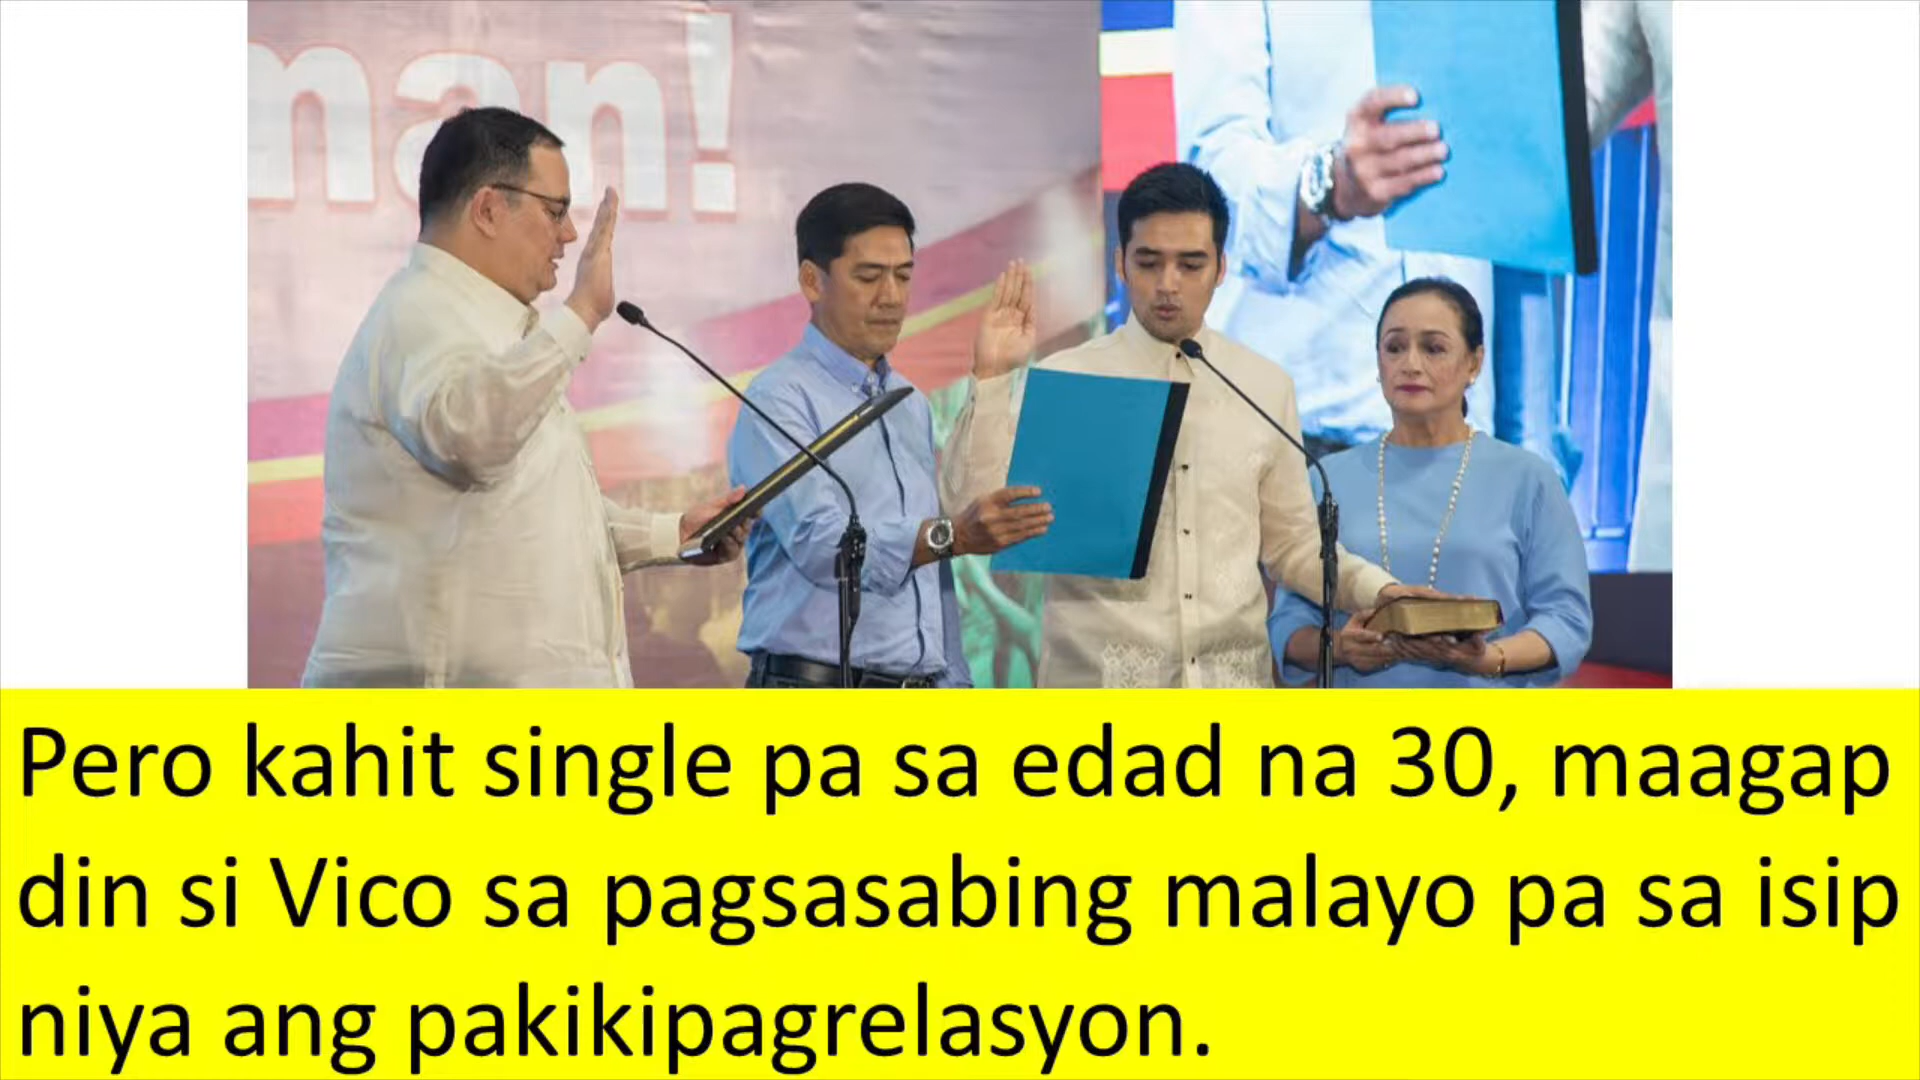 man!
Pero kahit single pa sa edad na 30, maagap
din si Vico sa pagsasabing malayo pa sa isip
niya ang pakikipagrelasyon.